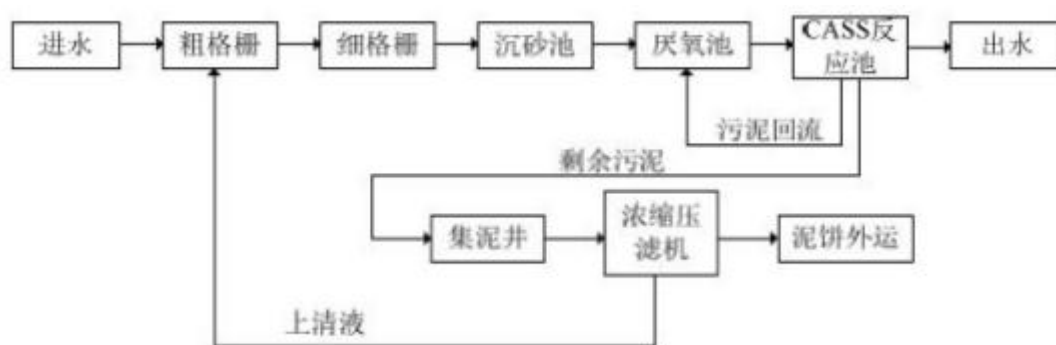 进水
粗格栅
细格栅
沉砂池
厌氧池
CASS反
应池
出水
污泥回流
剩余污泥
集泥井
浓缩压
滤机
泥饼外运
上清液